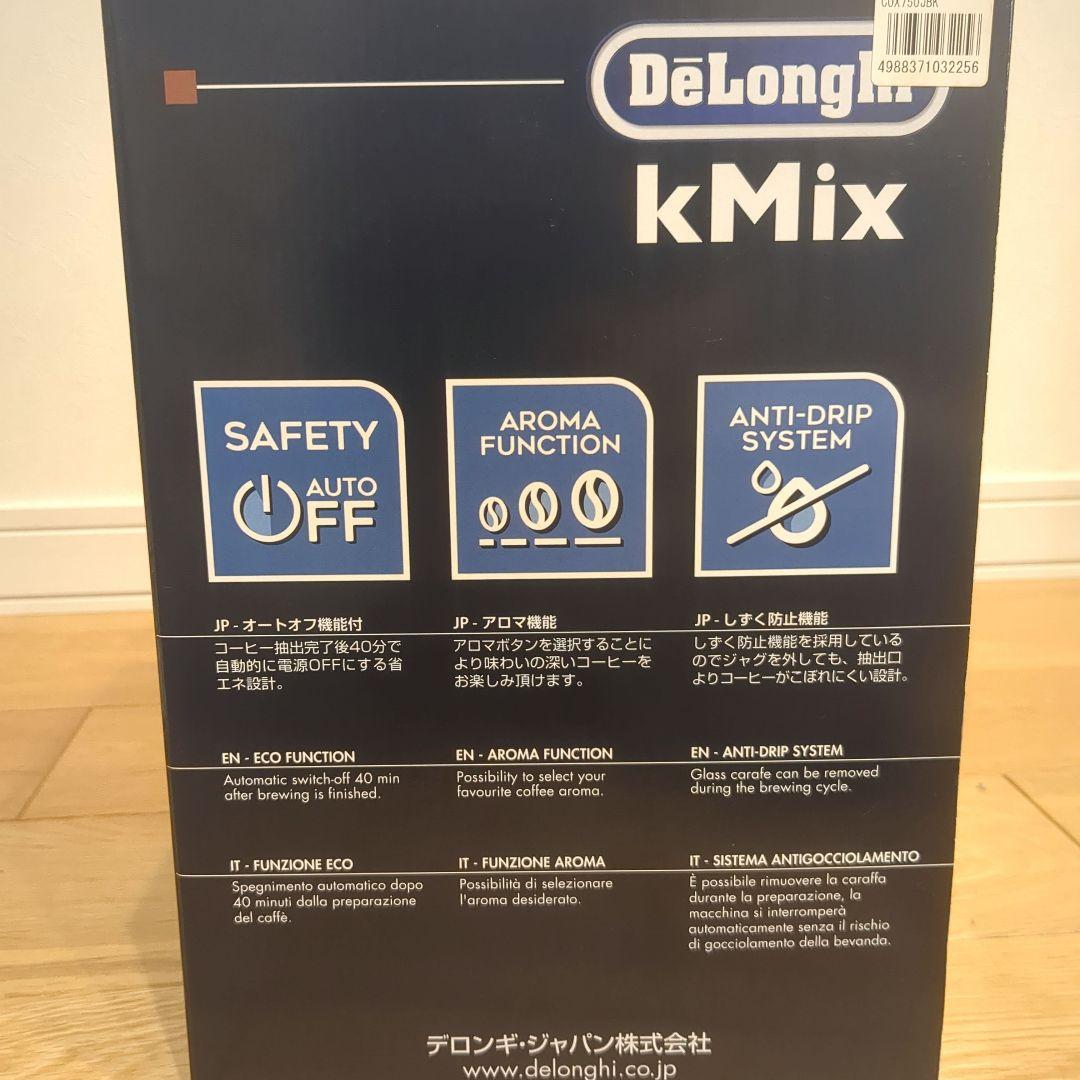 COX750JBK
4988371032256
DeLonghi
kMix
SAFETY
AUTO
OFF
AROMA
FUNCTION
ANTI-DRIP
SYSTEM
JP - オートオフ機能付
コーヒー抽出完了後40分で
自動的に電源OFFにする省
エネ設計。
JP - アロマ機能
アロマボタンを選択することに
より味わいの深いコーヒーを
お楽しみ頂けます。
JP - しずく防止機能
しずく防止機能を採用している
のでジャグを外しても、抽出口
よりコーヒーがこぼれにくい設計。
EN - ECO FUNCTION
Automatic switch-off 40 min
after brewing is finished.
EN - AROMA FUNCTION
Possibility to select your
favourite coffee aroma.
EN - ANTI-DRIP SYSTEM
Glass carafe can be removed
during the brewing cycle.
IT - FUNZIONE ECO
Spegnimento automatico dopo
40 minuti dalla preparazione
del caffè.
IT - FUNZIONE AROMA
Possibilità di selezionare
l'aroma desiderato.
IT - SISTEMA ANTIGOCCIOLAMENTO
È possibile rimuovere la caraffa
durante la preparazione, la
macchina si interromperà
automaticamente senza il rischio
di gocciolamento della bevanda.
デロンギ・ジャパン株式会社
www.delonghi.co.jp